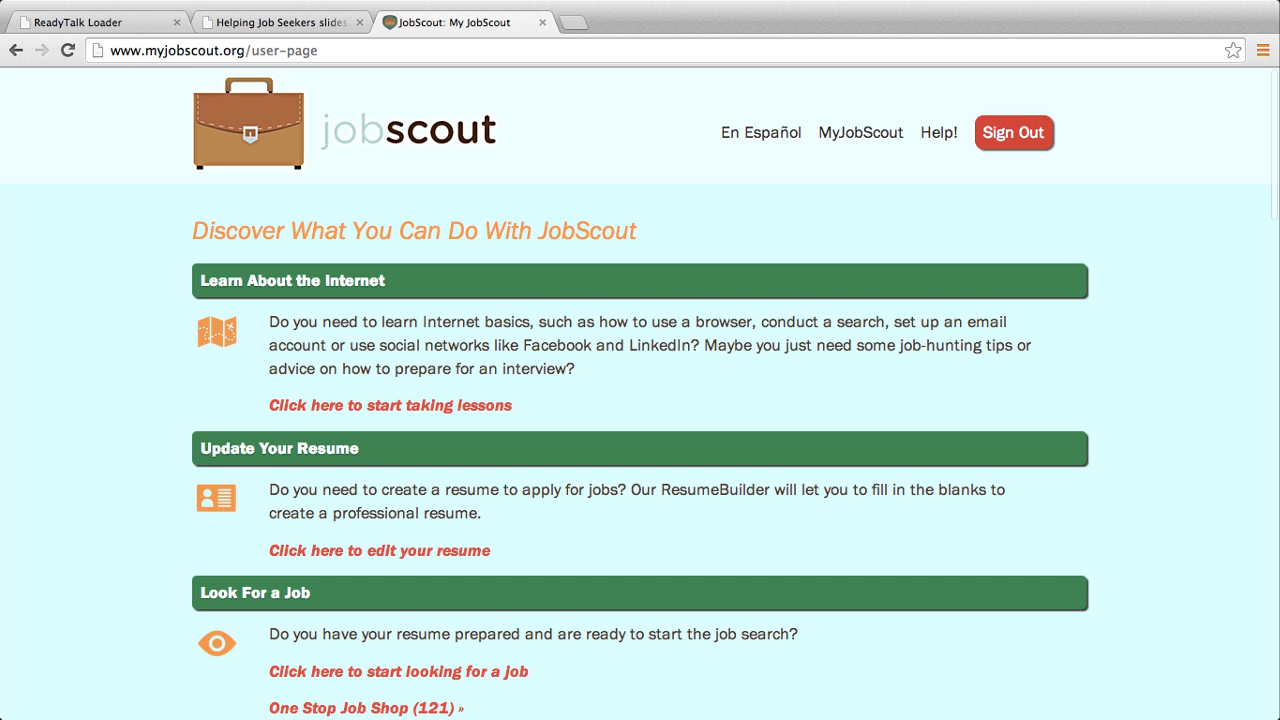 ReadyTalk Loader
Helping Job Seekers slides
JobScout: My JobScout
www.myjobscout.org/user-page
jobscout
En Español MyJobScout Help! Sign Out
Discover What You Can Do With JobScout
Learn About the Internet
Do you need to learn Internet basics, such as how to use a browser, conduct a search, set up an email
account or use social networks like Facebook and LinkedIn? Maybe you just need some job-hunting tips or
advice on how to prepare for an interview?
Click here to start taking lessons
Update Your Resume
Do you need to create a resume to apply for jobs? Our ResumeBuilder will let you to fill in the blanks to
create a professional resume.
Click here to edit your resume
Look For a Job
Do you have your resume prepared and are ready to start the job search?
Click here to start looking for a job
One Stop Job Shop (121) »